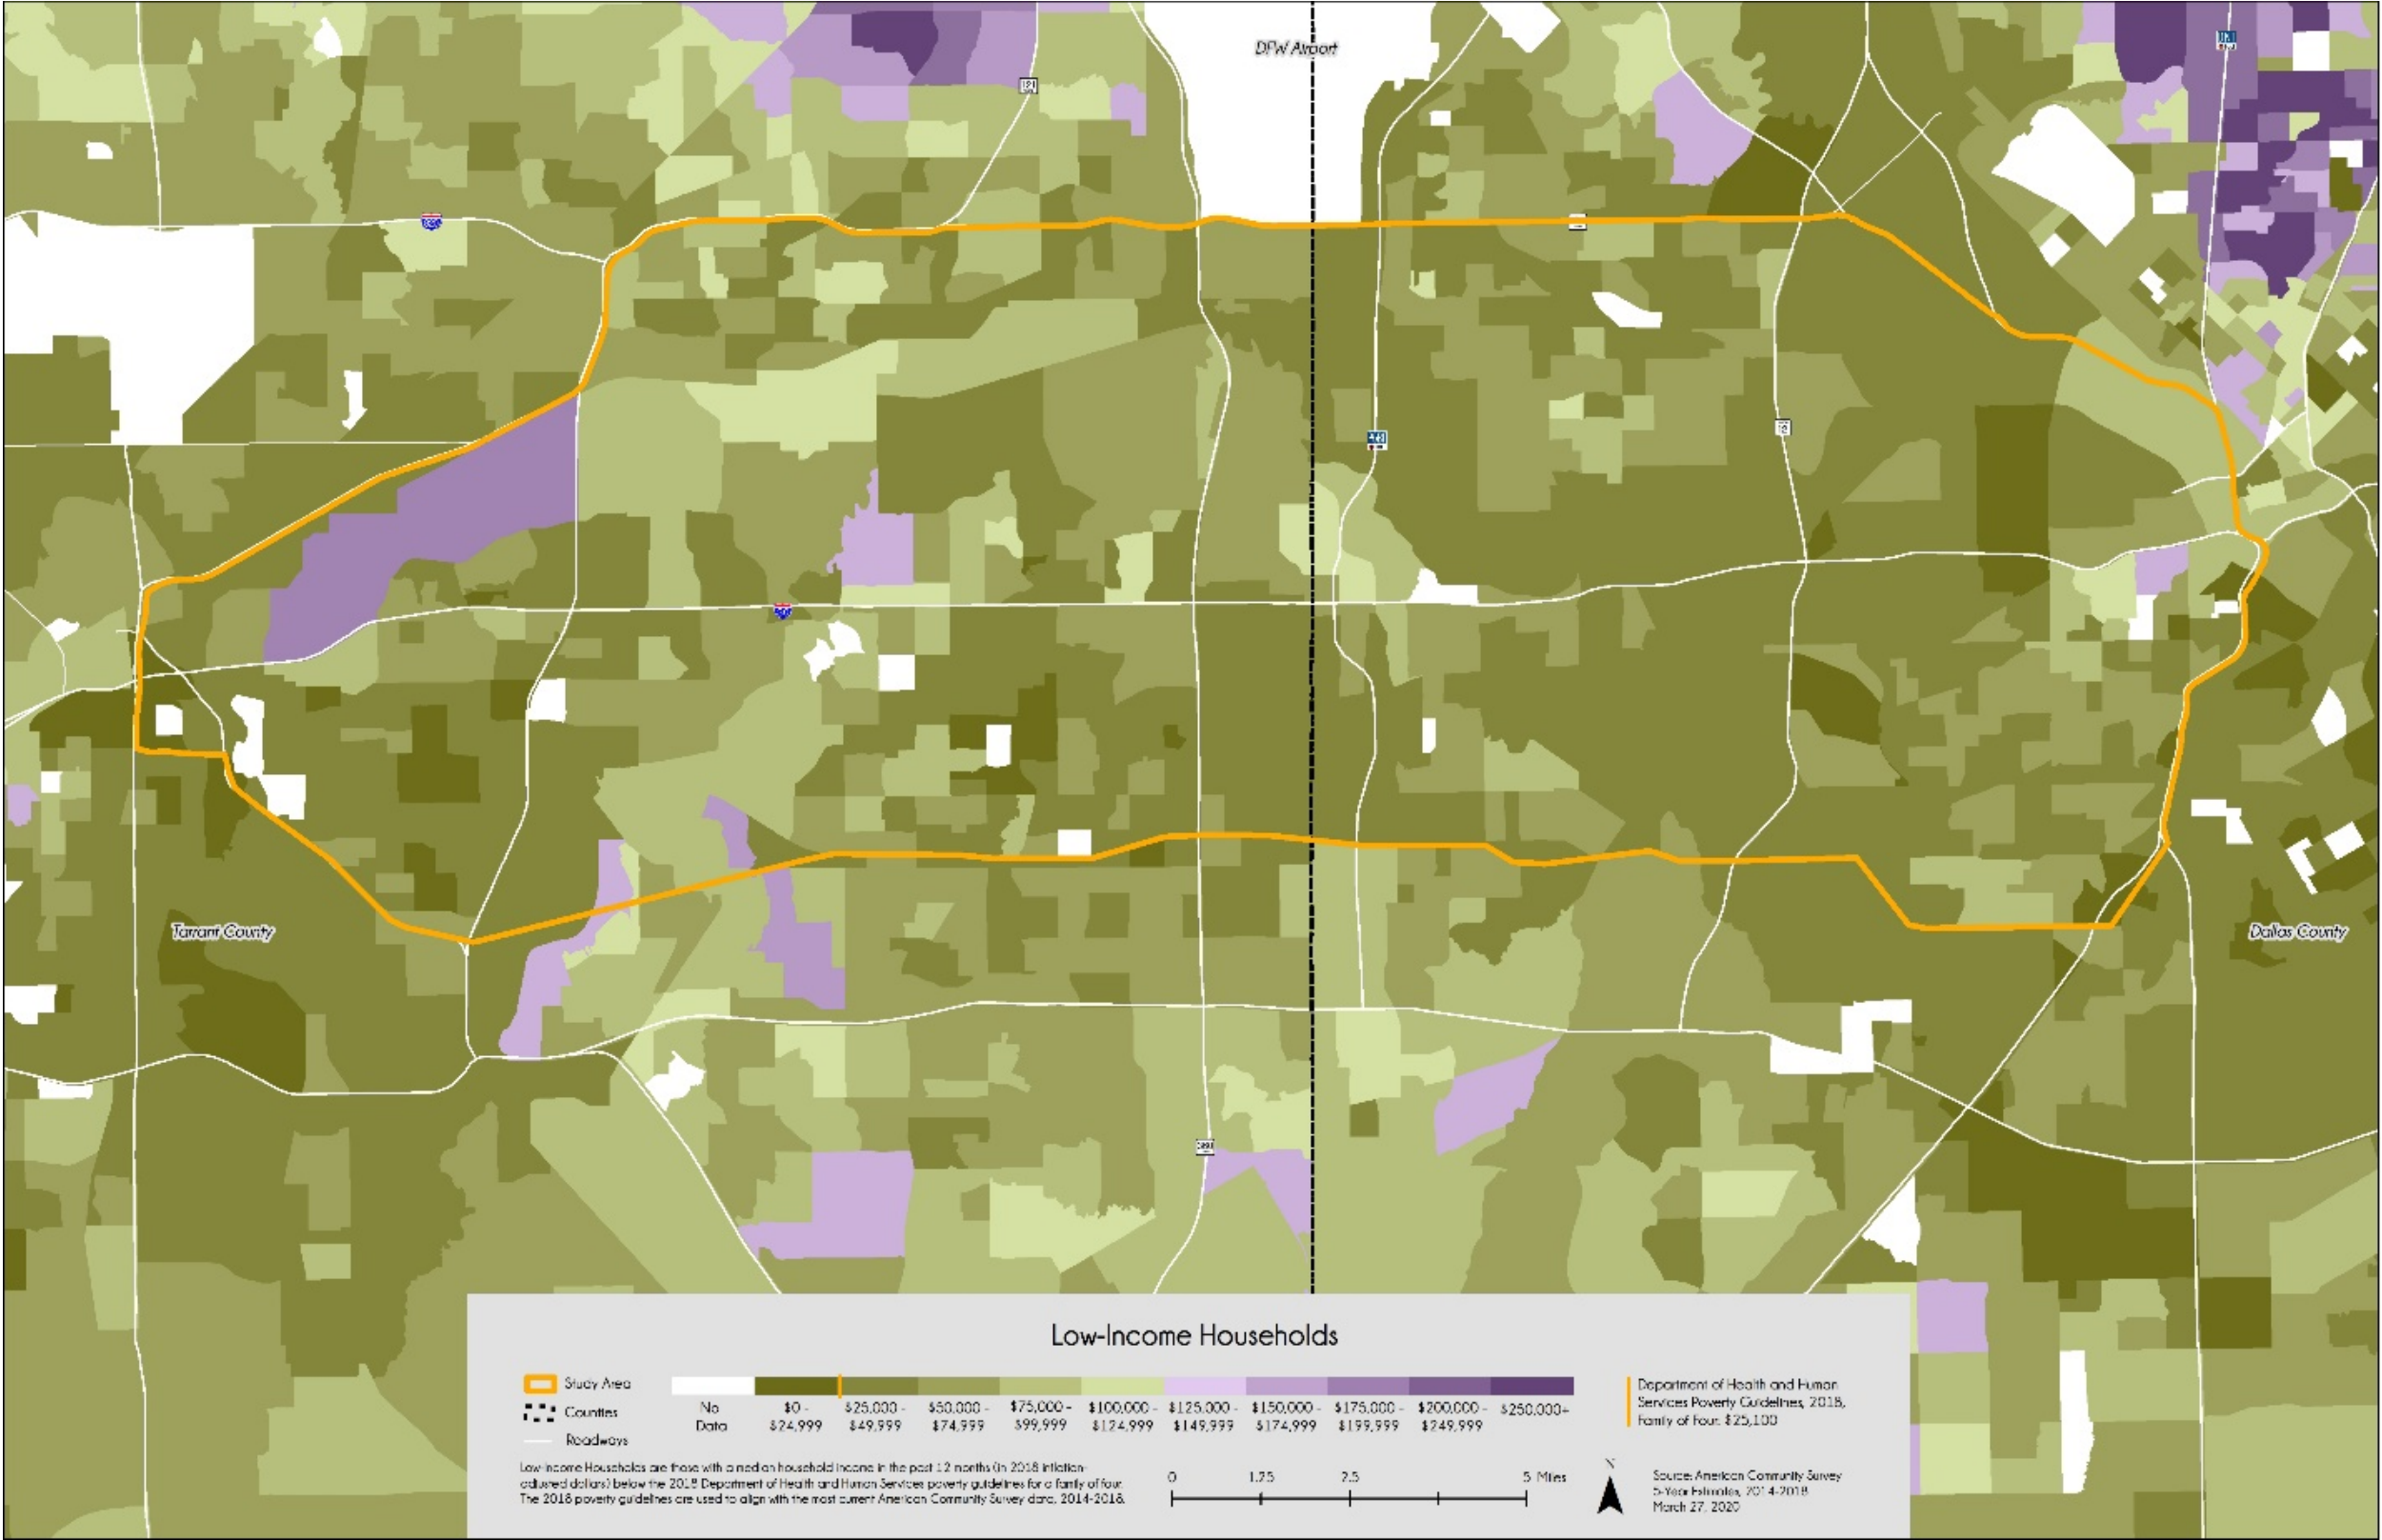 DFW Airport
121
820
161
30
360
Tarrant County
Dallas County
Low-Income Households
Study Area
Counties
Roadways
No Data
$0 - $24,999
$25,000 - $49,999
$50,000 - $74,999
$75,000 - $99,999
$100,000 - $124,999
$125,000 - $149,999
$150,000 - $174,999
$175,000 - $199,999
$200,000 - $249,999
$250,000+
Department of Health and Human
Services Poverty Guidelines, 2018,
Family of Four: $25,100
Low-Income Households are those with a median household income in the past 12 months (in 2018 inflation-
adjusted dollars) below the 2018 Department of Health and Human Services poverty guidelines for a family of four.
The 2018 poverty guidelines are used to align with the most current American Community Survey data, 2014-2018.
0 1.25 2.5 5 Miles
N
Source: American Community Survey
5-Year Estimates, 2014-2018
March 27, 2020